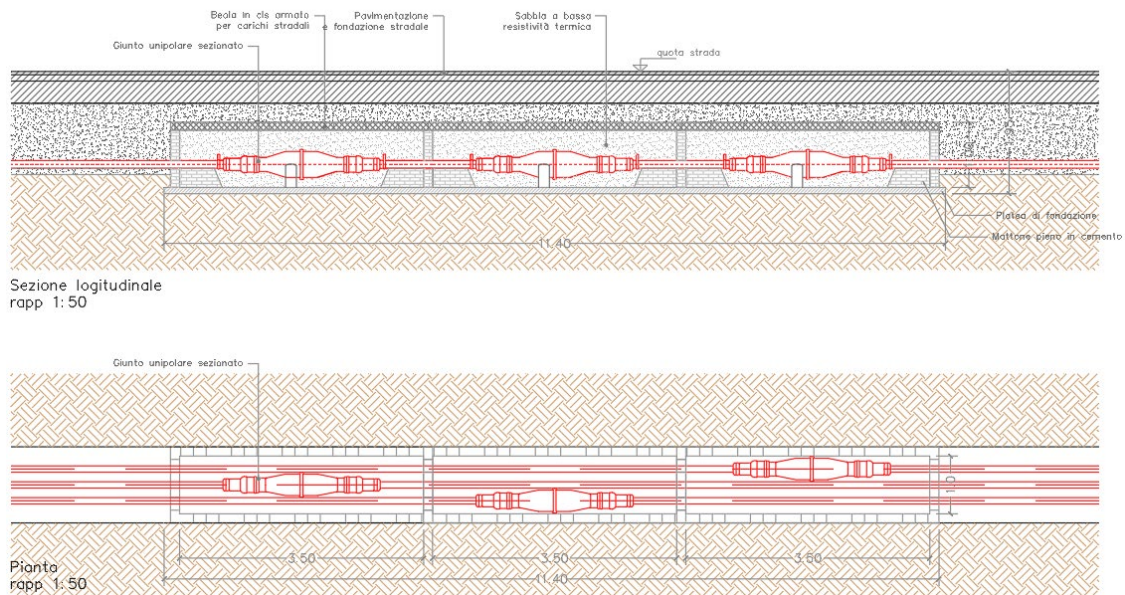 Beola in cls armato
per carichi stradali
Pavimentazione
e fondazione stradale
Sabbia a bassa
resistività termica
Giunto unipolare sezionato
quota strada
Platea di fondazione
Mattone pieno in cemento
11.40
Sezione logitudinale
rapp 1:50
Giunto unipolare sezionato
1.0
3.50
3.50
3.50
11.40
Pianta
rapp 1:50